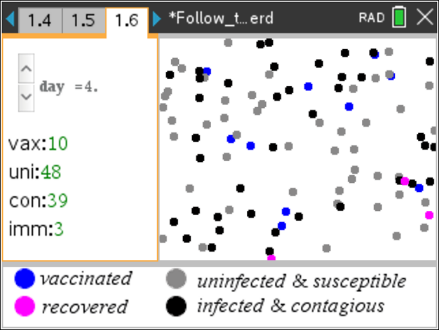 1.4 1.5 1.6 *Follow_t…erd RAD
day =4.
vax:10
uni:48
con:39
imm:3
vaccinated uninfected & susceptible
recovered infected & contagious